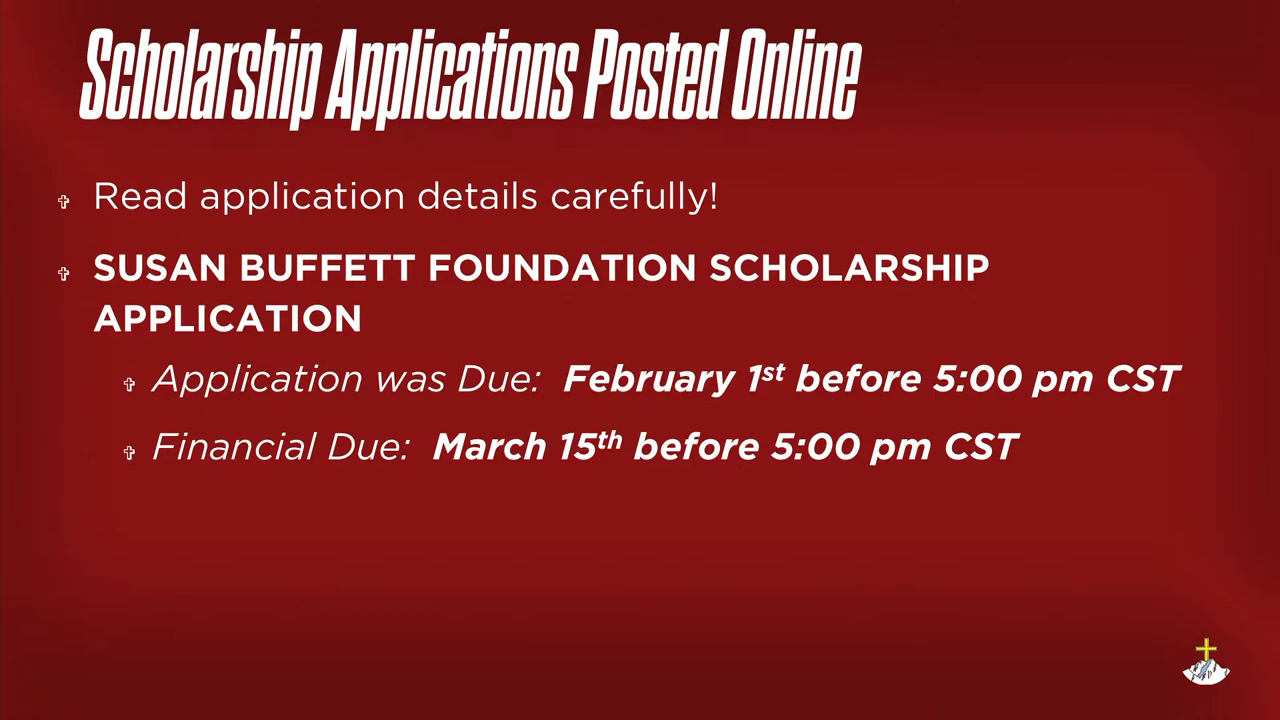 Scholarship Applications Posted Online
Read application details carefully!
SUSAN BUFFETT FOUNDATION SCHOLARSHIP
APPLICATION
Application was Due: February 1st before 5:00 pm CST
Financial Due: March 15th before 5:00 pm CST